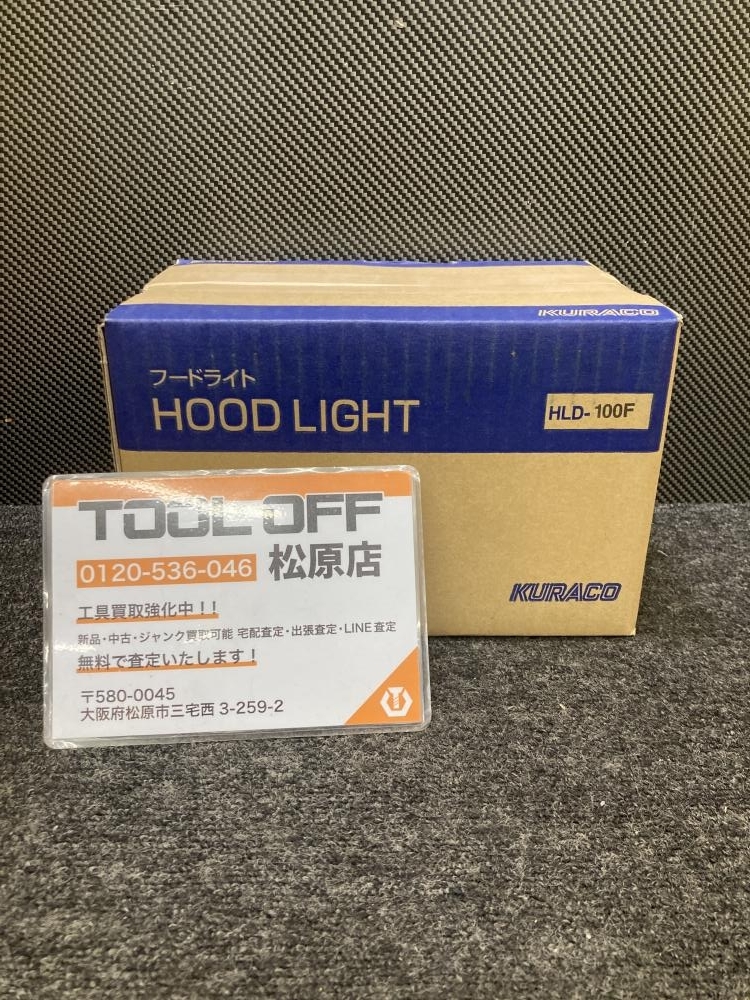 KURACO
フードライト
HOOD LIGHT
HLD- 100F
KURACO
TOOL OFF
0120-536-046 松原店
工具買取強化中!!
新品・中古・ジャンク買取可能 宅配査定・出張査定・LINE査定
無料で査定いたします!
〒580-0045
大阪府松原市三宅西 3-259-2